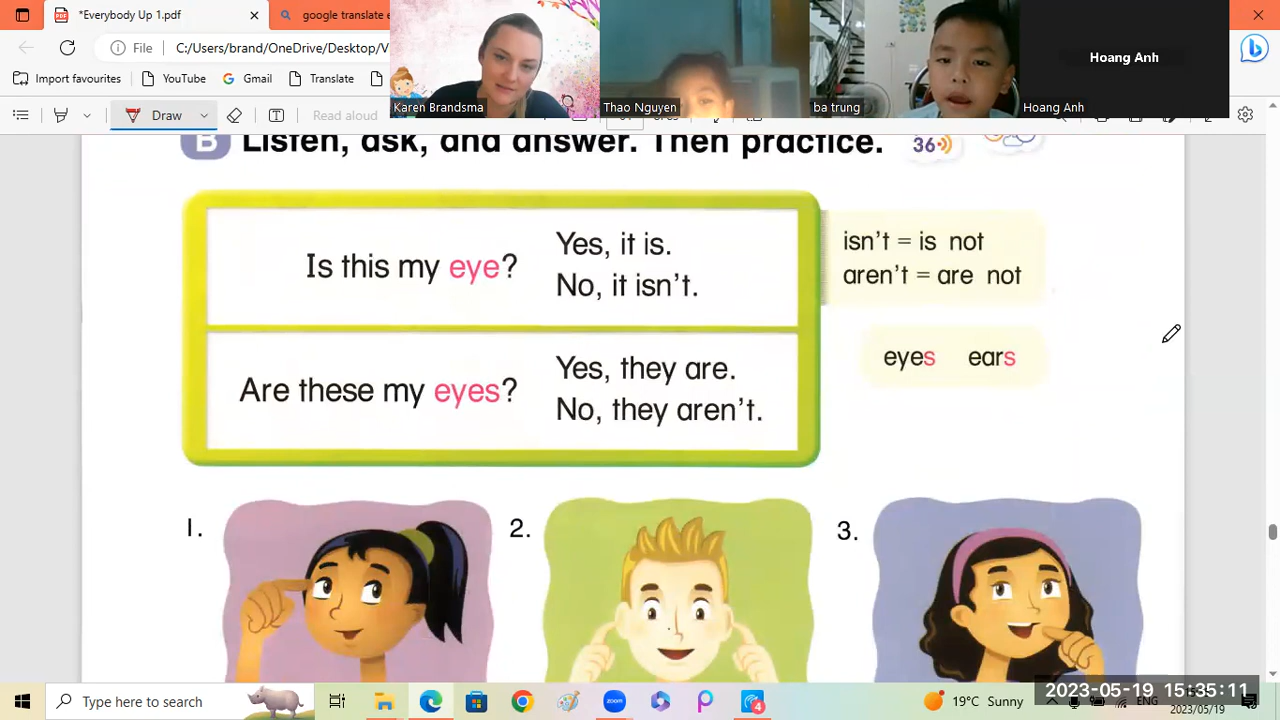 *Everybody Up 1.pdf
google translate e
File
C:/Users/brand/OneDrive/Desktop/V
Import favourites
YouTube
Gmail
Translate
Draw
Read aloud
Karen Brandsma
Thao Nguyen
ba trung
Hoang Anh
Hoang Anh
B Listen, ask, and answer. Then practice.
36
Is this my eye?
Yes, it is.
No, it isn't.
isn't = is not
aren't = are not
Are these my eyes?
Yes, they are.
No, they aren't.
eyes ears
1.
2.
3.
Type here to search
zoom
4
19°C Sunny
ENG
2023-05-19 15:35:11
2023/05/19